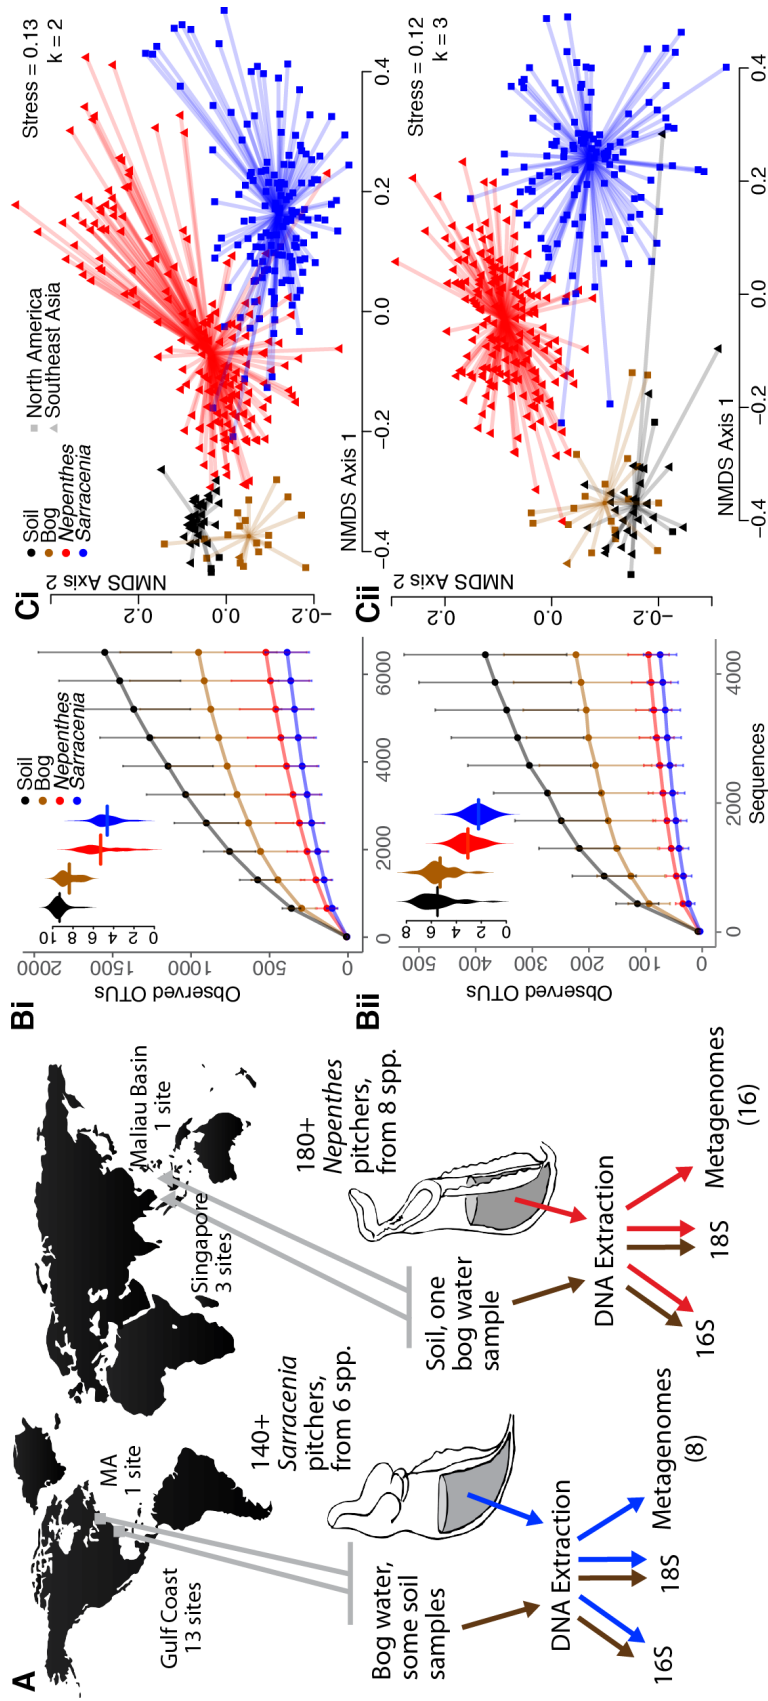 A
Gulf Coast
13 sites
MA
1 site
Singapore
3 sites
Maliau Basin
1 site
140+
Sarracenia
pitchers,
from 6 spp.
180+
Nepenthes
pitchers,
from 8 spp.
Bog water,
some soil
samples
Soil, one
bog water
sample
DNA Extraction
DNA Extraction
16S
18S
Metagenomes
(8)
16S
18S
Metagenomes
(16)
Bi
Observed OTUs
0
500
1000
1500
2000
0
2000
4000
6000
0
2
4
6
8
10
Soil
Bog
Nepenthes
Sarracenia
Bii
Observed OTUs
0
100
200
300
400
500
0
2000
4000
Sequences
0
2
4
6
Ci
NMDS Axis 2
−0.2
0.0
0.2
NMDS Axis 1
−0.4
−0.2
0.0
0.2
0.4
Soil
Bog
Nepenthes
Sarracenia
North America
Southeast Asia
Stress = 0.13
k = 2
Cii
NMDS Axis 2
−0.2
0.0
0.2
NMDS Axis 1
−0.4
−0.2
0.0
0.2
0.4
Stress = 0.12
k = 3